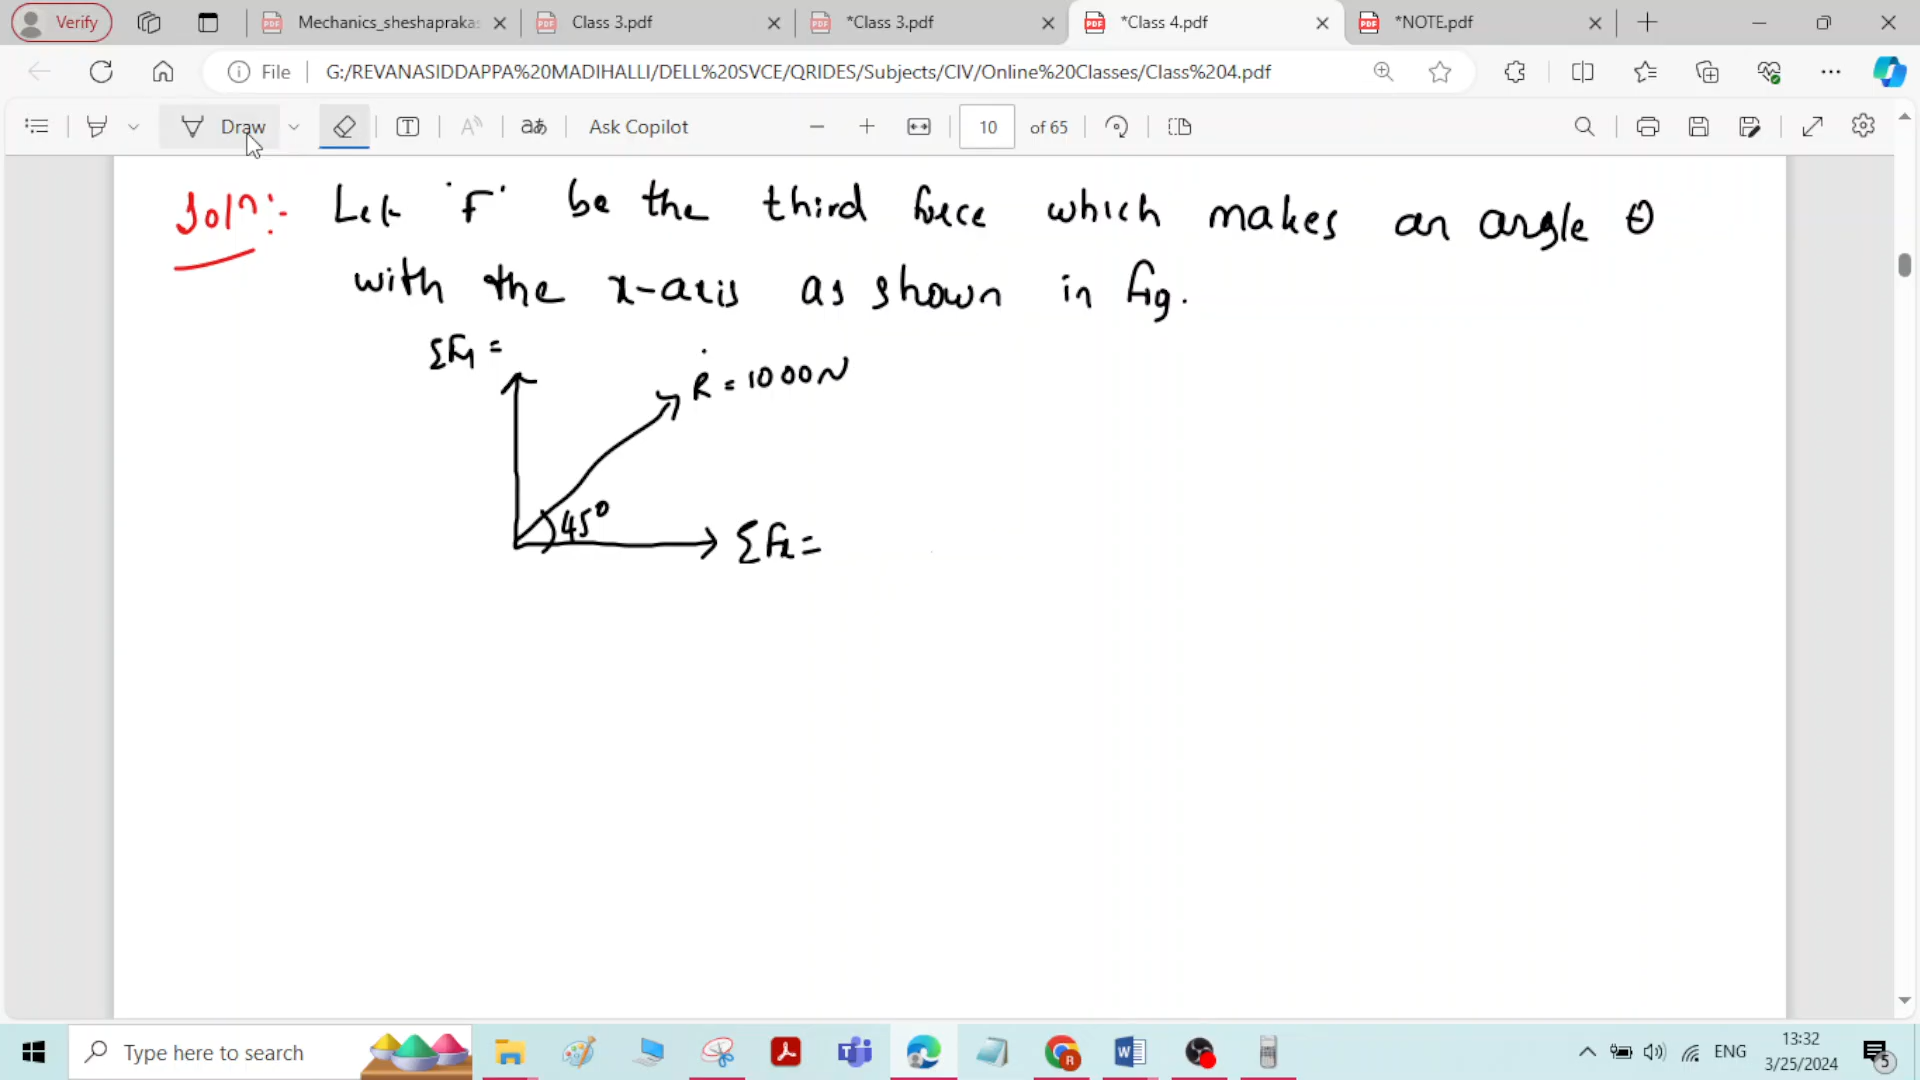 Verify
Mechanics_sheshapraka
Class 3.pdf
*Class 3.pdf
*Class 4.pdf
*NOTE.pdf
File
G:/REVANASIDDAPPA%20MADIHALLI/DELL%20SVCE/QRIDES/Subjects/CIV/Online%20Classes/Class%204.pdf
Draw
Ask Copilot
10 of 65
Soln:-
Let 'F' be the third force which makes an angle θ
with the x-axis as shown in fig.
ΣFy =
R = 1000N
45°
ΣFx =
Type here to search
ENG
13:32
3/25/2024
5